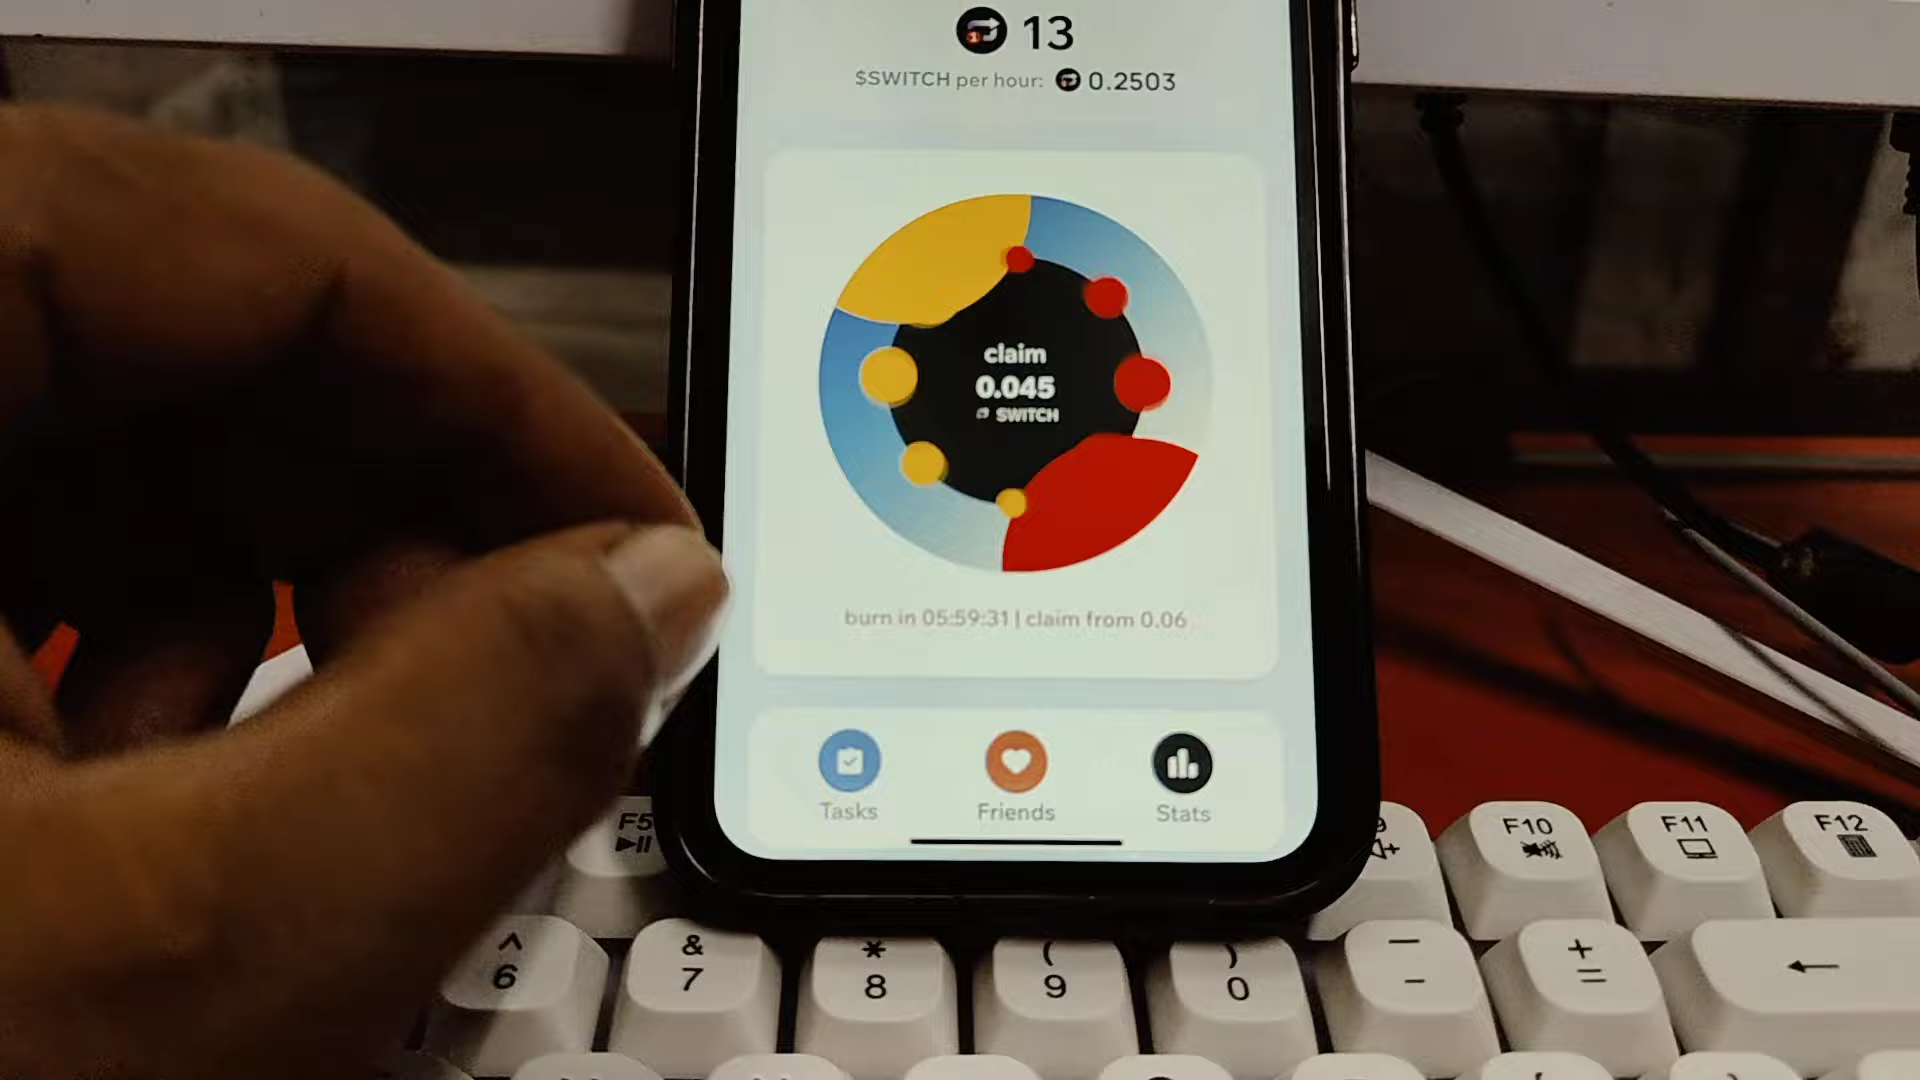 13
$SWITCH per hour: 0.2503
claim
0.045
SWITCH
burn in 05:59:31 | claim from 0.06
Tasks Friends Stats
F5 9 F10 F11 F12
^ & * ( ) — +
6 7 8 9 0 - = ←